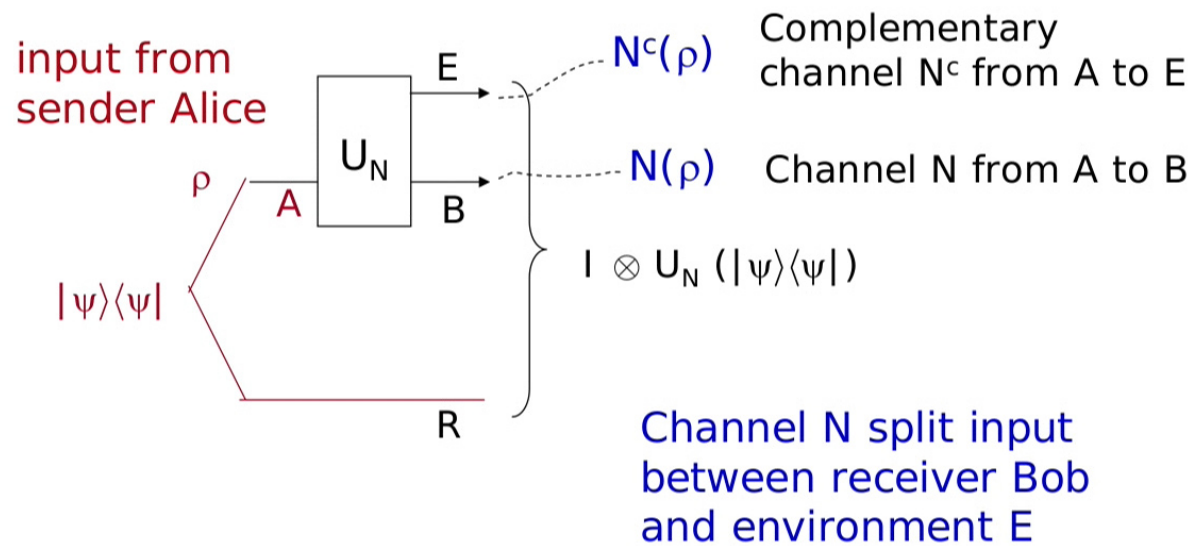 input from
sender Alice
E
Nᶜ(ρ)
Complementary
channel Nᶜ from A to E
ρ
A
U_N
B
N(ρ)
Channel N from A to B
|ψ⟩⟨ψ|
I ⊗ U_N (|ψ⟩⟨ψ|)
R
Channel N split input
between receiver Bob
and environment E